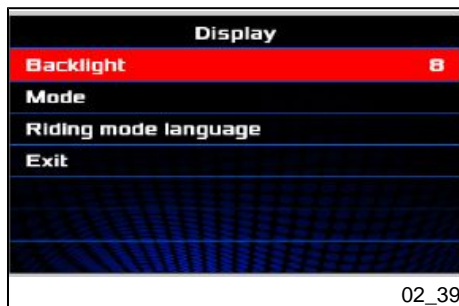 Display
Backlight 8
Mode
Riding mode language
Exit
02_39